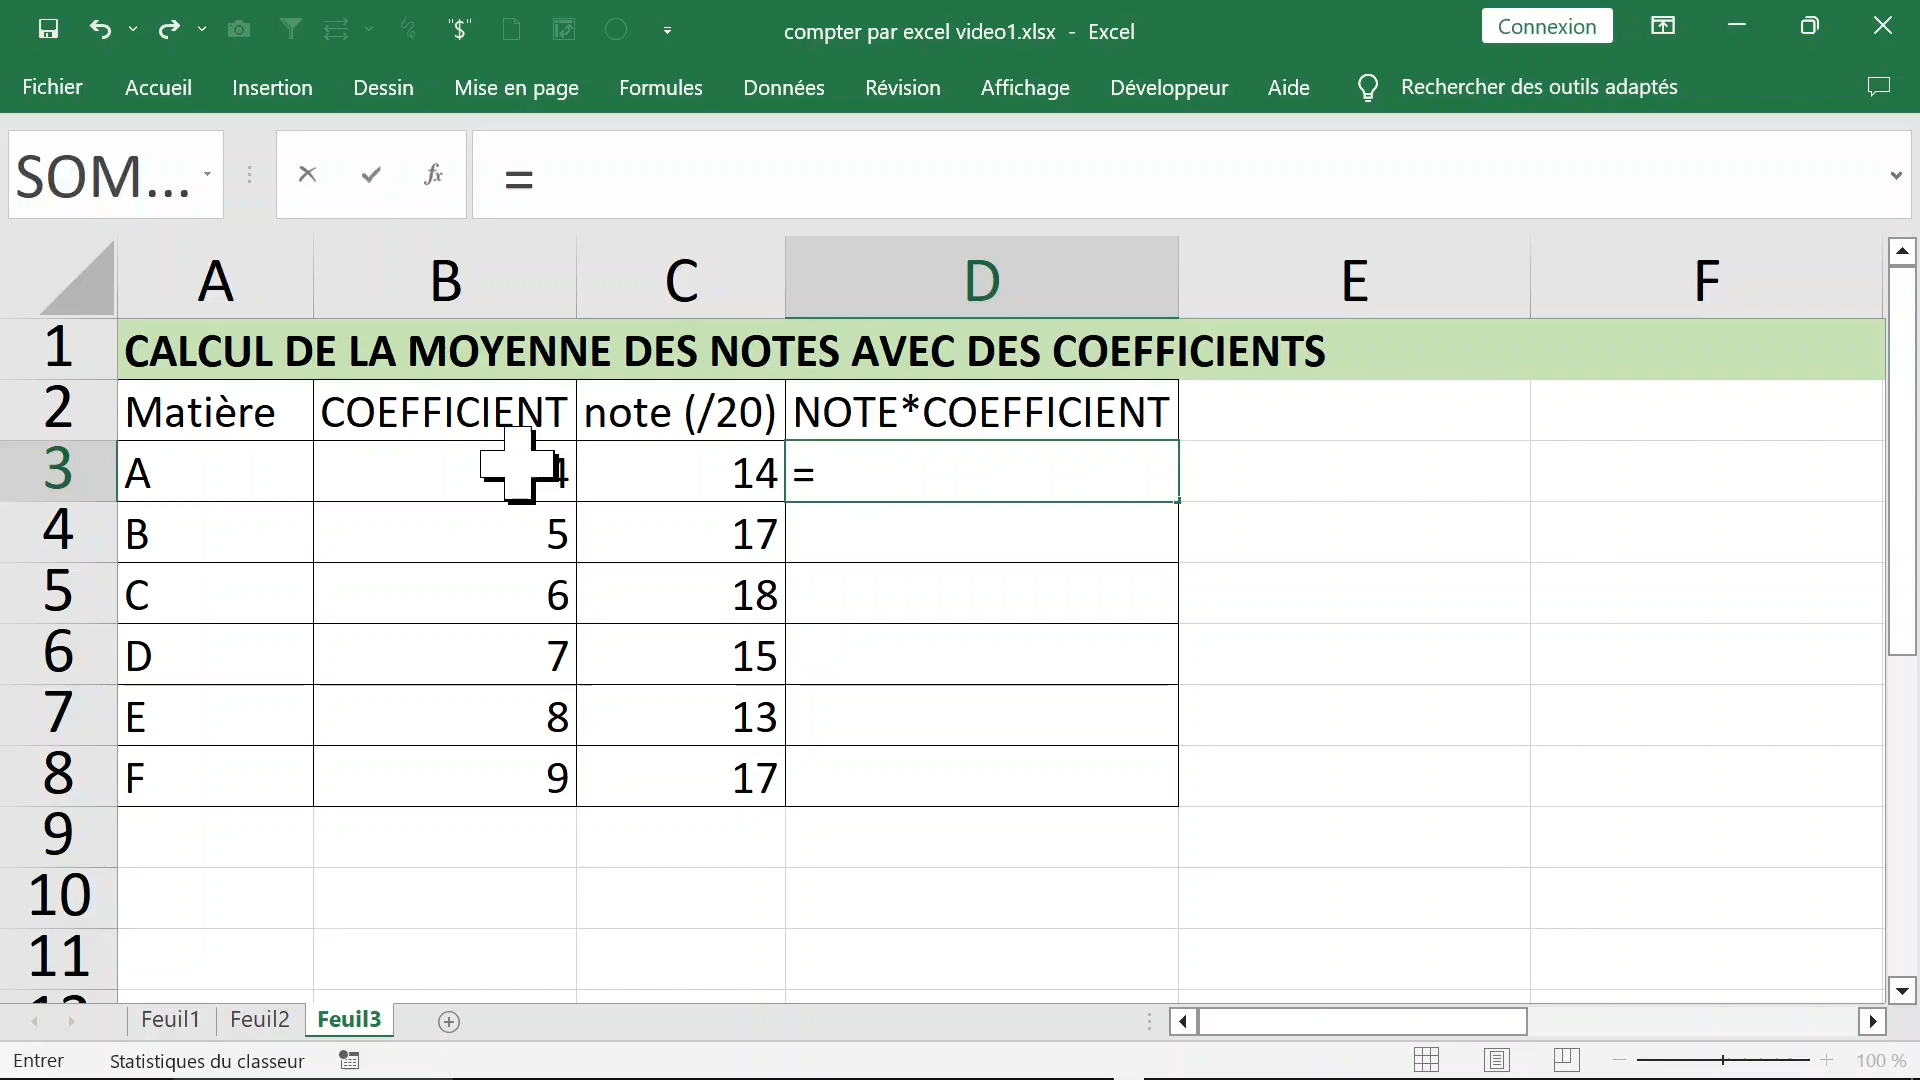 "$"
compter par excel video1.xlsx - Excel
Connexion
Fichier Accueil Insertion Dessin Mise en page Formules Données Révision Affichage Développeur Aide Rechercher des outils adaptés
SOM... fx =
A B C D E F
1 CALCUL DE LA MOYENNE DES NOTES AVEC DES COEFFICIENTS
2 Matière COEFFICIENT note (/20) NOTE*COEFFICIENT
3 A 4 14 =
4 B 5 17
5 C 6 18
6 D 7 15
7 E 8 13
8 F 9 17
9
10
11
12
Feuil1 Feuil2 Feuil3
Entrer Statistiques du classeur 100 %